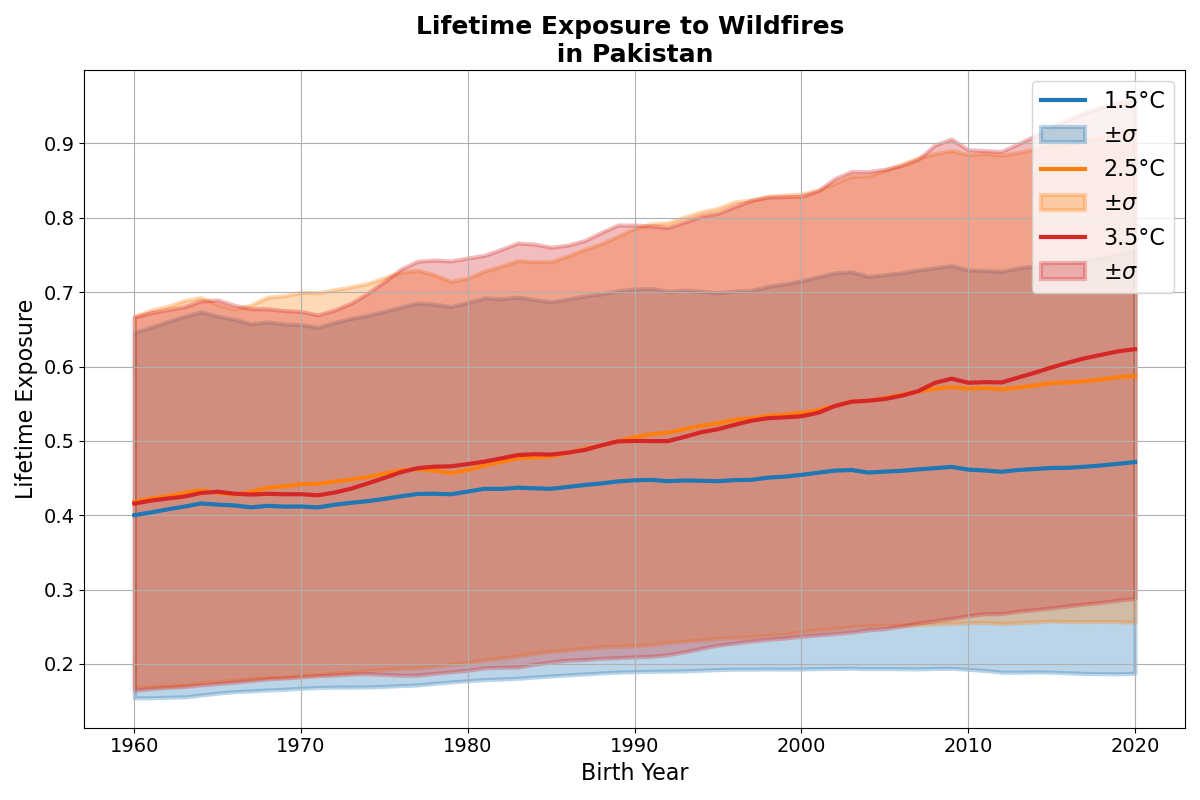 Lifetime Exposure to Wildfires
in Pakistan
Lifetime Exposure
0.9
0.8
0.7
0.6
0.5
0.4
0.3
0.2
1.5°C
±σ
2.5°C
±σ
3.5°C
±σ
1960 1970 1980 1990 2000 2010 2020
Birth Year